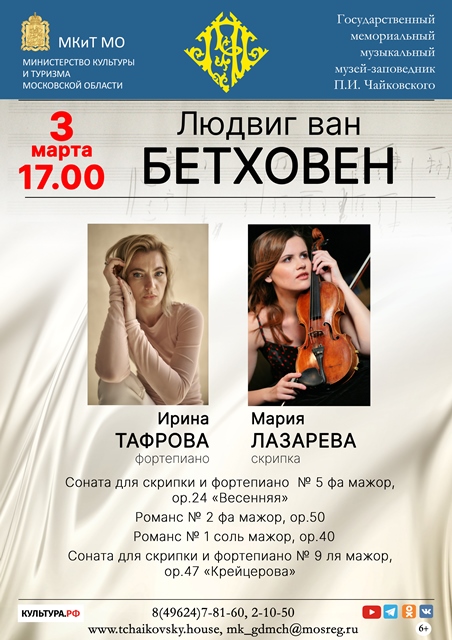 МКиТ МО
МИНИСТЕРСТВО КУЛЬТУРЫ
И ТУРИЗМА
МОСКОВСКОЙ ОБЛАСТИ
Государственный
мемориальный
музыкальный
музей-заповедник
П.И. Чайковского
3
марта
17.00
Людвиг ван
БЕТХОВЕН
Ирина
ТАФРОВА
фортепиано
Мария
ЛАЗАРЕВА
скрипка
Соната для скрипки и фортепиано № 5 фа мажор,
ор.24 «Весенняя»
Романс № 2 фа мажор, ор.50
Романс № 1 соль мажор, ор.40
Соната для скрипки и фортепиано № 9 ля мажор,
ор.47 «Крейцерова»
КУЛЬТУРА.РФ
8(49624)7-81-60, 2-10-50
www.tchaikovsky.house, mk_gdmch@mosreg.ru
6+